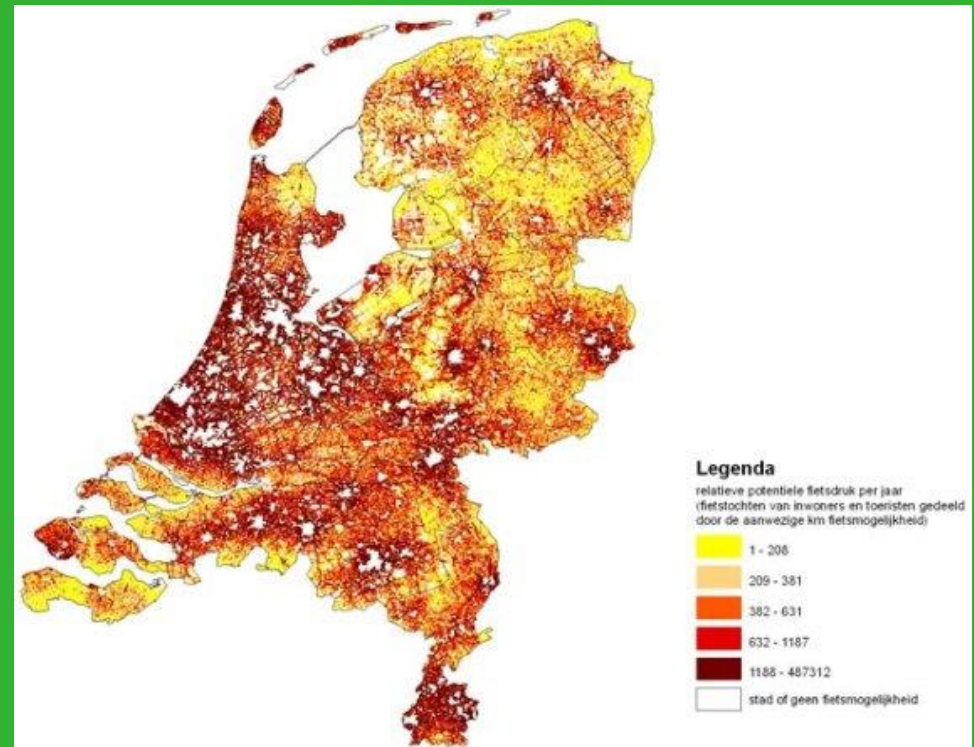 Legenda
relatieve potentiele fietsdruk per jaar
(fietstochten van inwoners en toeristen gedeeld
door de aanwezige km fietsmogelijkheid)
1 - 208
209 - 381
382 - 631
632 - 1187
1188 - 487312
stad of geen fietsmogelijkheid